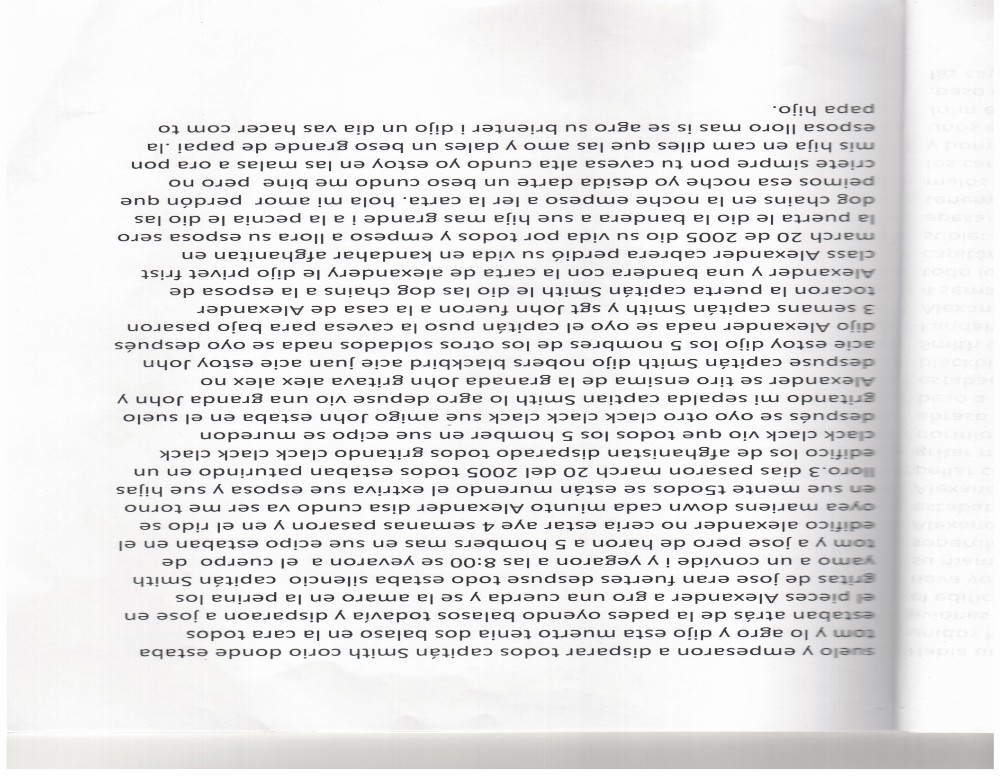 suelo y empesaron a disparar todos capitán Smith corio donde estaba
tom y lo agro y dijo esta muerto tenia dos balaso en la cara todos
estaban atrás de la pades oyendo balasos todavía y disparaon a jose en
el pieces Alexander a gro una cuerda y se la amaro en la perina los
gritas de jose eran fuertes despuse todo estaba silencio capitán Smith
yamo a un convide i y yegaron a las 8:00 se yevaron a el cuerpo de
tom y a jose pero de haron a 5 hombers mas en sue ecipo estaban en el
edifico alexander no ceria estar aye 4 semanas pasaron y en el rido se
oyea mariens down cada miunto Alexander disa cundo va ser me torno
en sue mente t5odos se están murendo el extriva sue esposa y sue hijas
lloro.3 dias pasaron march 20 del 2005 todos estaban paturindo en un
edifico los de afghanistan disparado todos gritando clack clack clack
clack clack vio que todos los 5 homber en sue ecipo se muredon
después se oyo otro clack clack clack sue amigo John estaba en el suelo
gritando mi sepalda captian Smith lo agro depuse vio una granda John y
Alexander se tiro ensima de la granada John gritava alex alex no
despuse capitán Smith dijo nobers blackbird acie juan acie estoy John
acie estoy dijo los 5 nombres de los otros soldados nada se oyo después
dijo Alexander nada se oyo el capitán puso la cavesa para bajo pasaron
3 semans capitán Smith y sgt John fueron a la casa de Alexander
tocaron la puerta capitán Smith le dio las dog chains a la esposa de
Alexander y una bandera con la carta de alexandery le dijo privet frist
class Alexander cabrera perdió su vida en kandahar afghanitan en
march 20 de 2005 dio su vida por todos y empeso a llora su esposa sero
la puerta le dio la bandera a sue hija mas grande i a la pecnia le dio las
dog chains en la noche empeso a ler la carta. hola mi amor perdón que
peimos esa noche yo desida darte un beso cundo me bine pero no
criete simpre pon tu cavesa alta cundo yo estoy en las malas a ora pon
mis hija en cam diles que las amo y dales un beso grande de papai .la
esposa lloro mas is se agro su brienter i dijo un dia vas hacer com to
papa hijo.